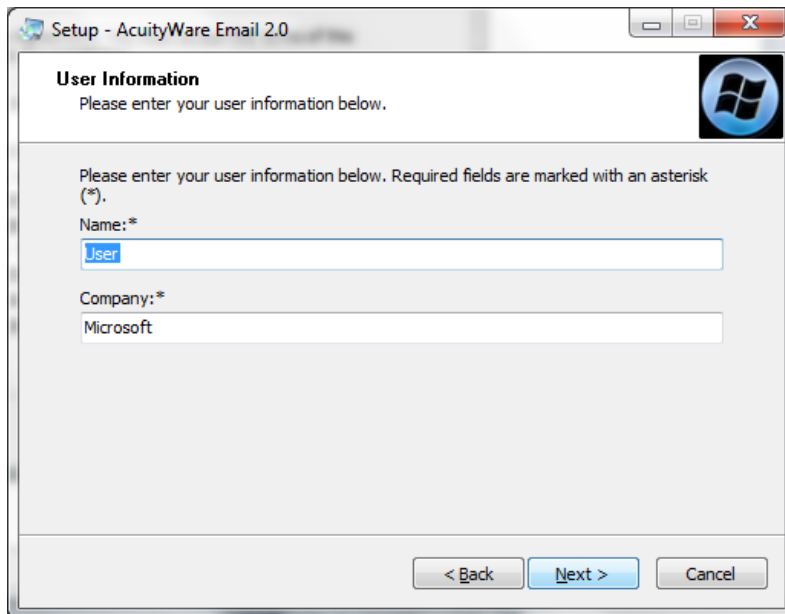 Setup - AcuityWare Email 2.0
User Information
Please enter your user information below.
Please enter your user information below. Required fields are marked with an asterisk
(*).
Name:*
User
Company:*
Microsoft
< Back
Next >
Cancel